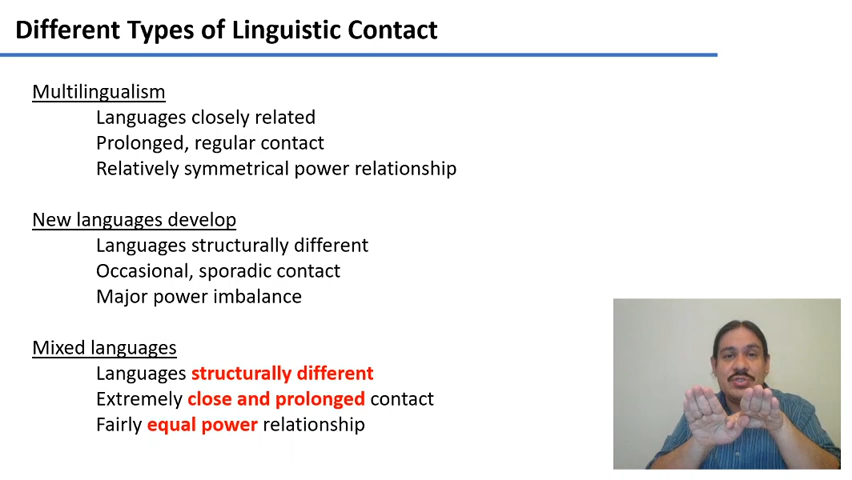 Different Types of Linguistic Contact
Multilingualism
Languages closely related
Prolonged, regular contact
Relatively symmetrical power relationship
New languages develop
Languages structurally different
Occasional, sporadic contact
Major power imbalance
Mixed languages
Languages structurally different
Extremely close and prolonged contact
Fairly equal power relationship